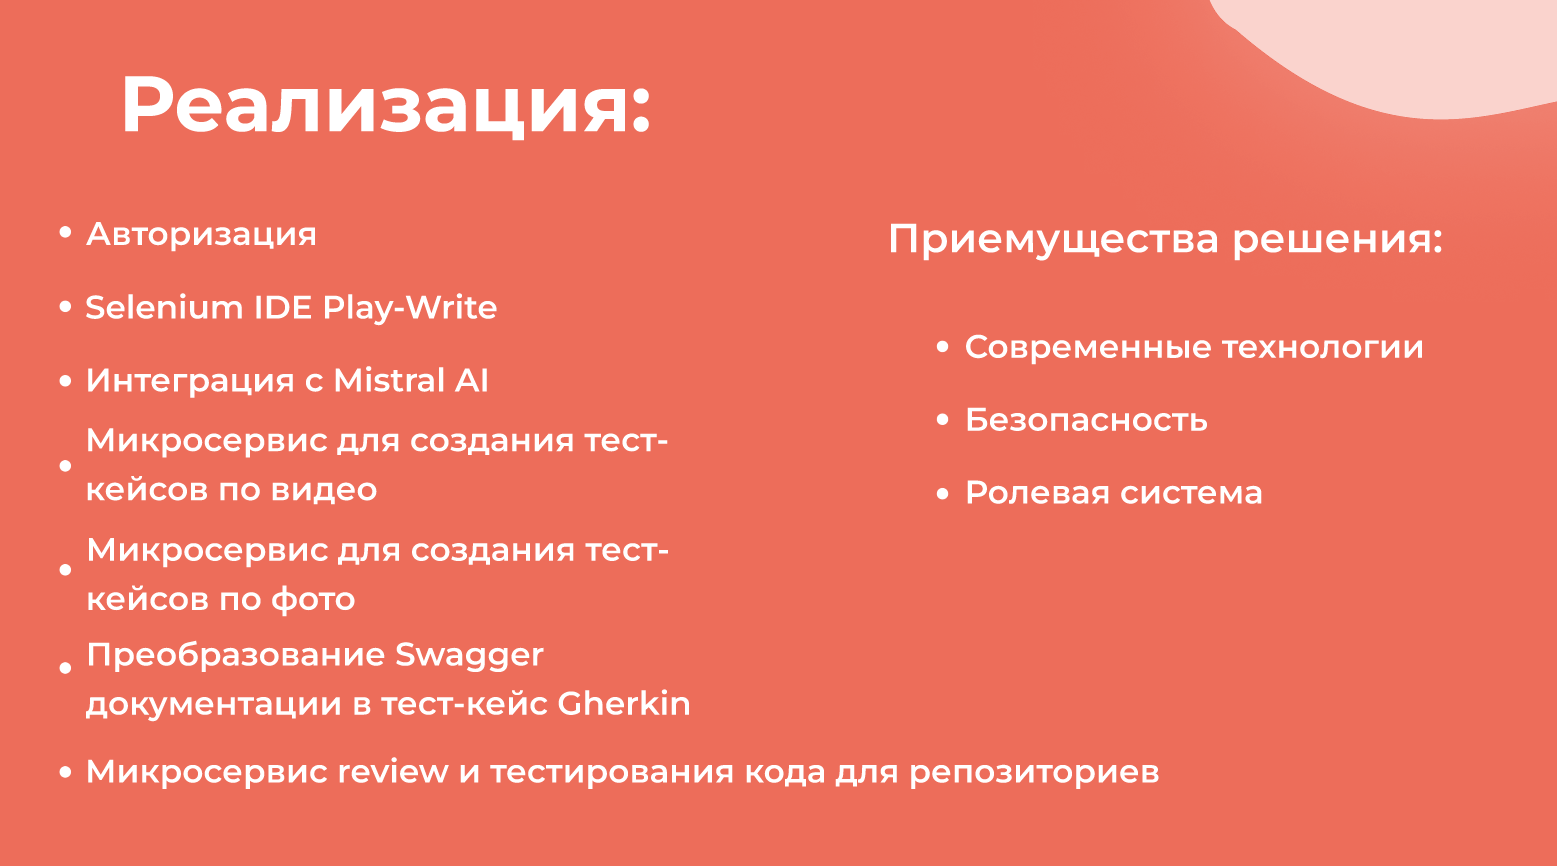 Реализация:
• Авторизация
• Selenium IDE Play-Write
• Интеграция с Mistral AI
• Микросервис для создания тест-
кейсов по видео
• Микросервис для создания тест-
кейсов по фото
• Преобразование Swagger
документации в тест-кейс Gherkin
• Микросервис review и тестирования кода для репозиториев
Приемущества решения:
• Современные технологии
• Безопасность
• Ролевая система